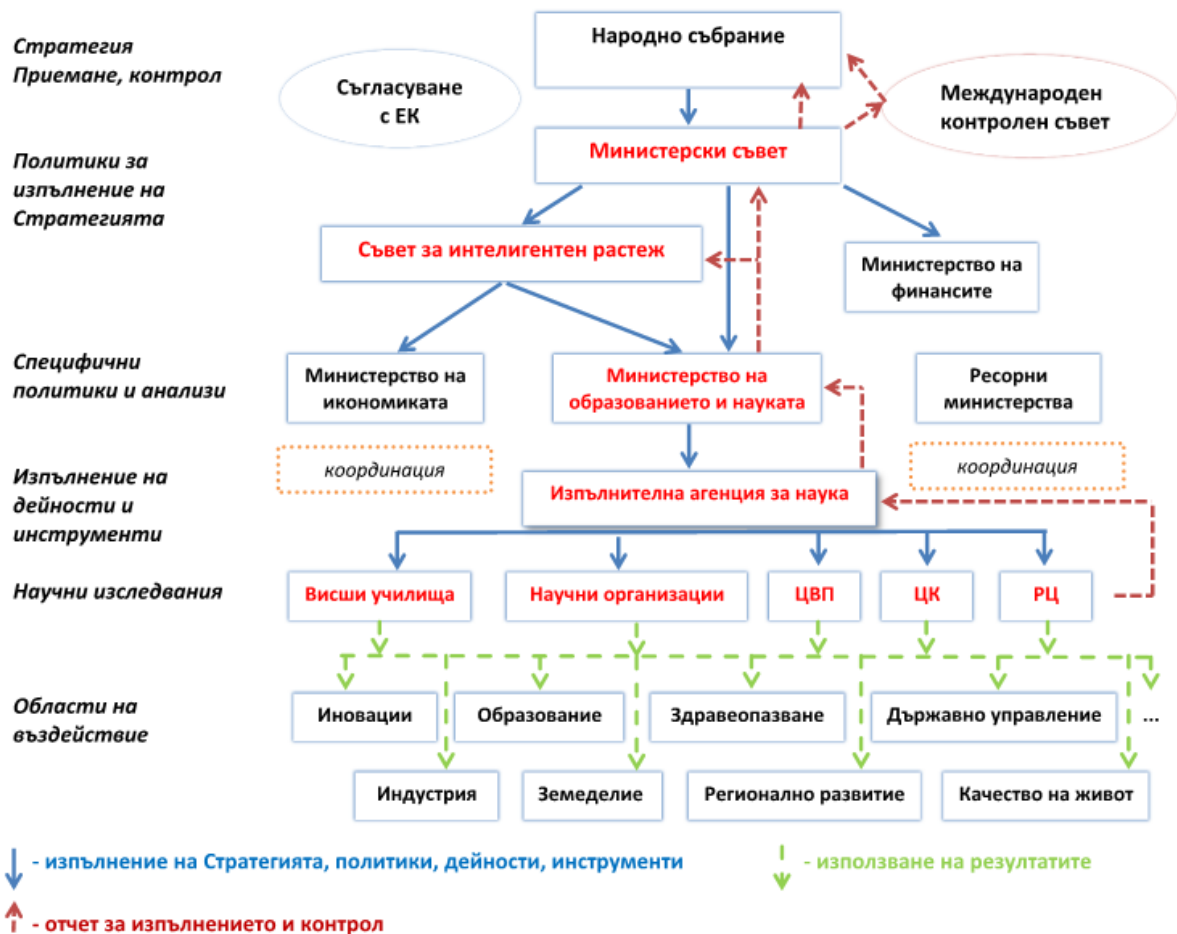 Стратегия
Приемане, контрол
Народно събрание
Съгласуване
с ЕК
Международен
контролен съвет
Политики за
изпълнение на
Стратегията
Министерски съвет
Съвет за интелигентен растеж
Министерство на
финансите
Специфични
политики и анализи
Министерство на
икономиката
Министерство на
образованието и науката
Ресорни
министерства
Изпълнение на
дейности и
инструменти
координация
Изпълнителна агенция за наука
координация
Научни изследвания
Висши училища
Научни организации
ЦВП
ЦК
РЦ
Области на
въздействие
Иновации
Образование
Здравеопазване
Държавно управление
...
Индустрия
Земеделие
Регионално развитие
Качество на живот
- изпълнение на Стратегията, политики, дейности, инструменти
- използване на резултатите
- отчет за изпълнението и контрол